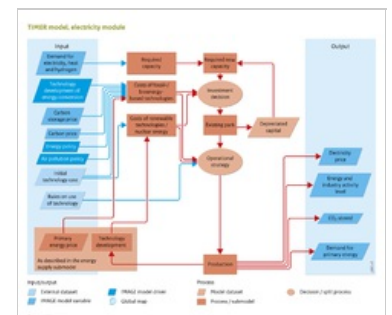 TIMER model, electricity module
Input
Output
Demand for
electricity, heat
and hydrogen
Technology
development of
energy conversion
Carbon
storage price
Carbon price
Energy policy
Air pollution policy
Initial
technology cost
Rules on use
of technology
Primary
energy price
Technology
development
As described in the energy
supply submodel
Required
capacity
Costs of fossil- /
bioenergy-
based technologies
Costs of renewable
technologies /
nuclear energy
Required new
capacity
Investment
decision
Existing park
Operational
strategy
Depreciated
capital
Production
Electricity
price
Energy and
industry activity
level
CO₂ stored
Demand for
primary energy
Input/output
External dataset
IMAGE model variable
IMAGE model driver
Global map
Process
Model dataset
Process / submodel
Decision / split process